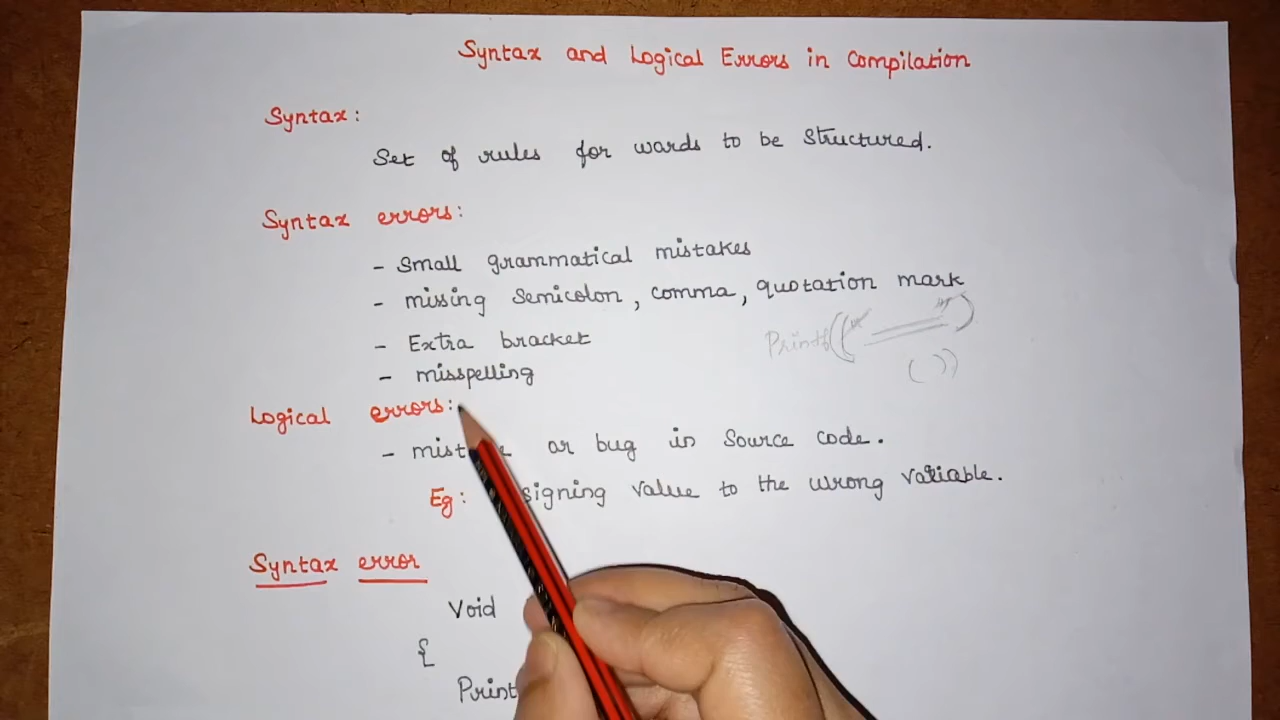 Syntax and Logical Errors in Compilation
Syntax:
Set of rules for words to be Structured.
Syntax errors:
- Small grammatical mistakes
- missing Semicolon, comma, quotation mark
- Extra bracket
Printf(" ")
( ))
- misspelling
Logical errors:
- or bug in Source code.
Eg: value to the wrong variable.
Syntax error
Void
{
Print